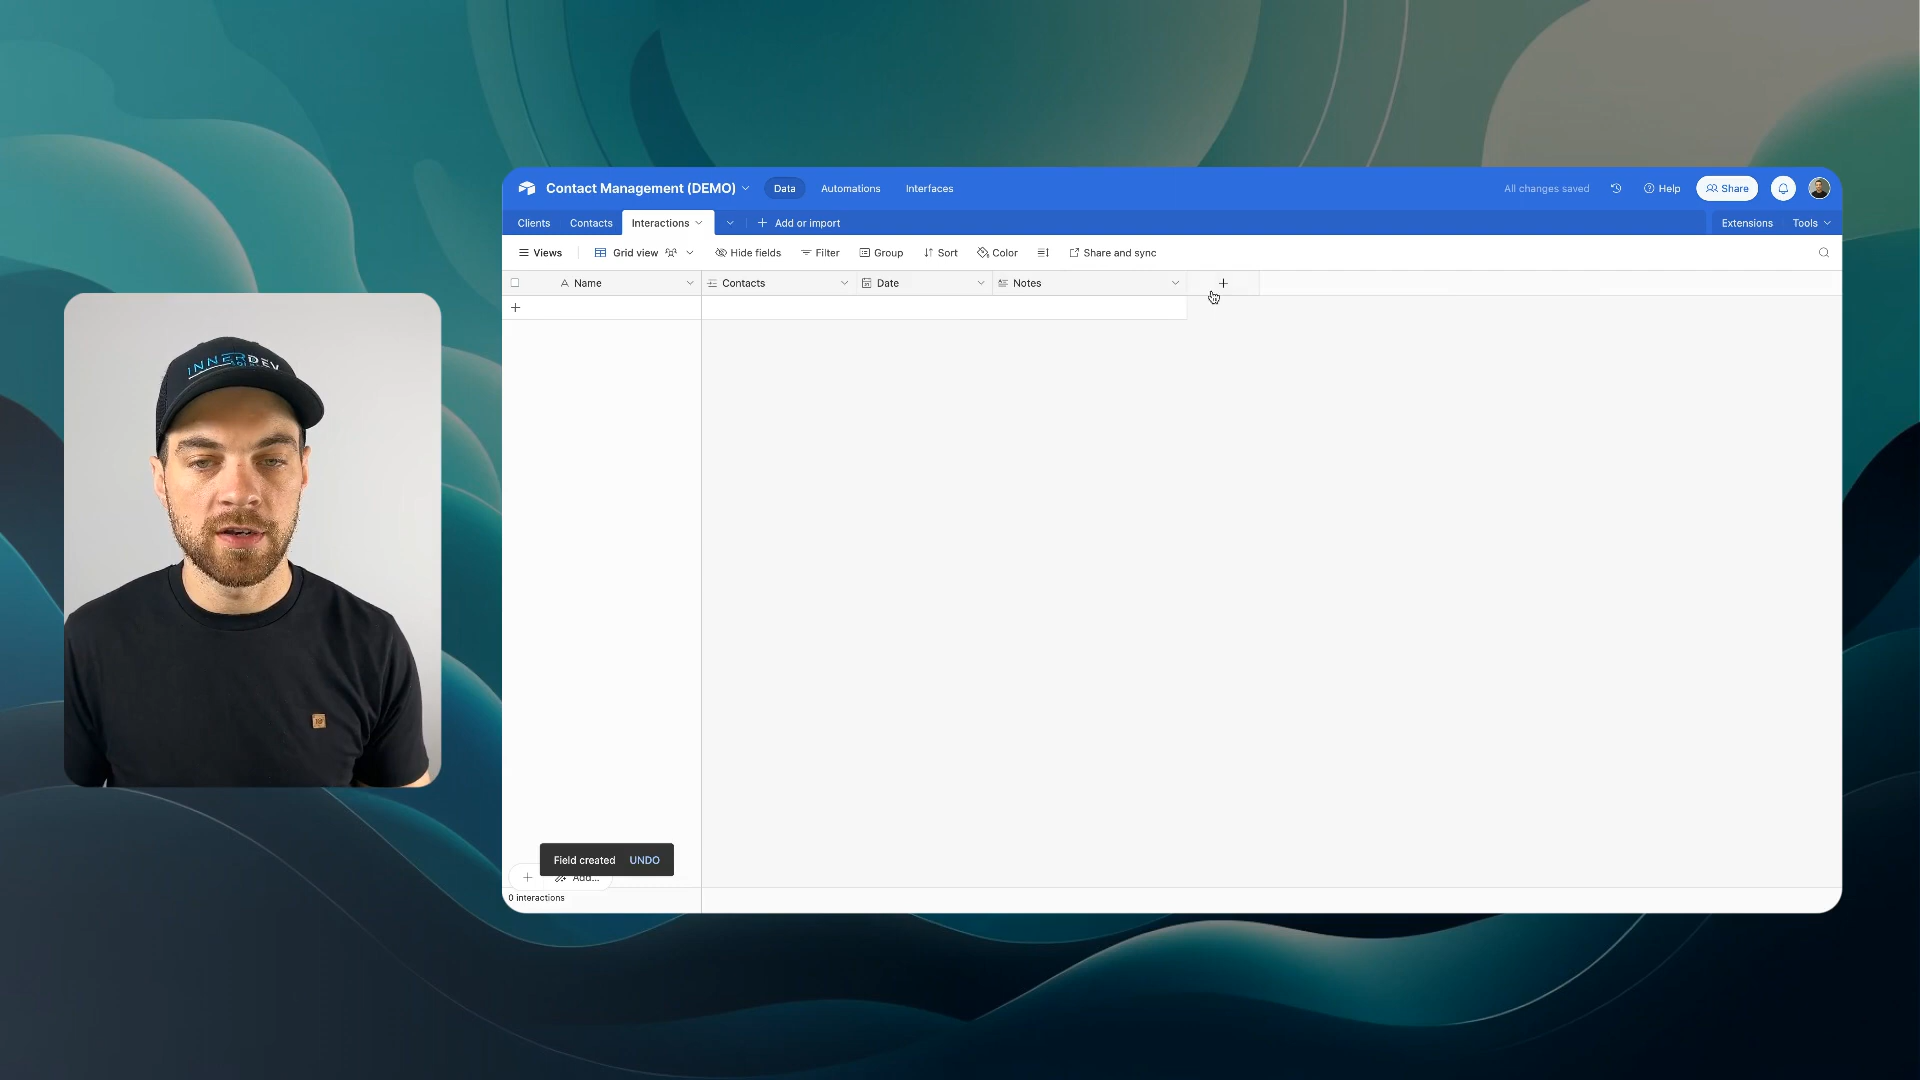 Contact Management (DEMO) Data Automations Interfaces All changes saved Help Share
Clients Contacts Interactions Add or import Extensions Tools
Views Grid view Hide fields Filter Group Sort Color Share and sync
Name Contacts Date Notes
INNERDEV
Field created UNDO
Add...
0 interactions